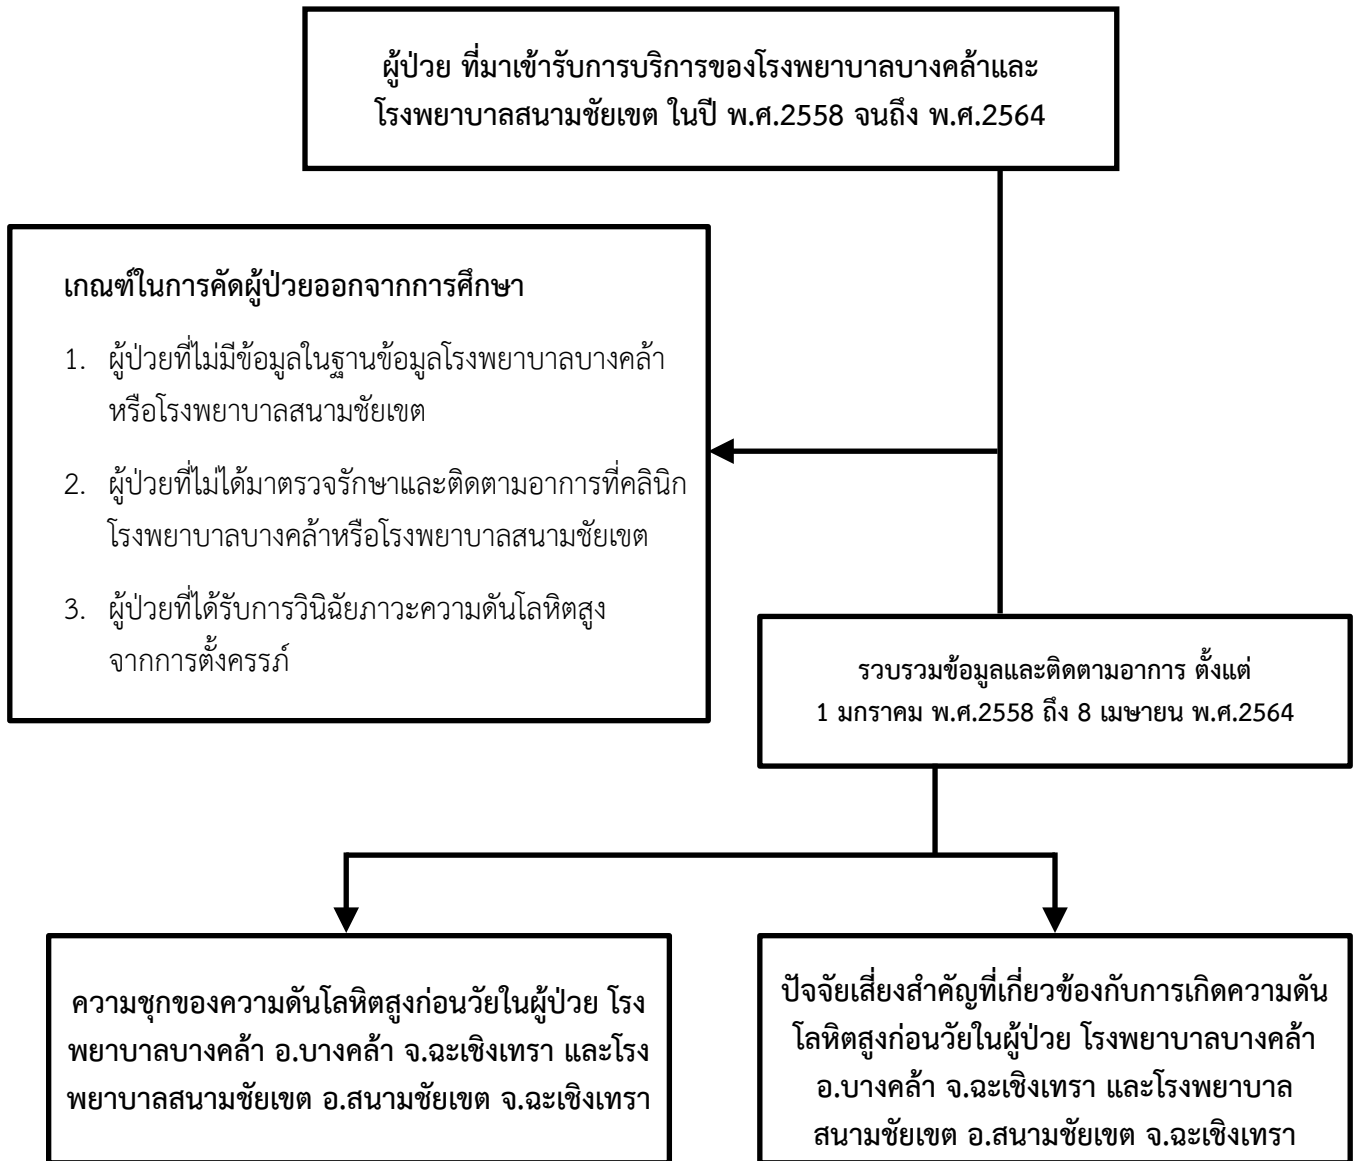 ผู้ป่วย ที่มาเข้ารับการบริการของโรงพยาบาลบางคล้าและ
โรงพยาบาลสนามชัยเขต ในปี พ.ศ.2558 จนถึง พ.ศ.2564
เกณฑ์ในการคัดผู้ป่วยออกจากการศึกษา
1. ผู้ป่วยที่ไม่มีข้อมูลในฐานข้อมูลโรงพยาบาลบางคล้า
หรือโรงพยาบาลสนามชัยเขต
2. ผู้ป่วยที่ไม่ได้มาตรวจรักษาและติดตามอาการที่คลินิก
โรงพยาบาลบางคล้าหรือโรงพยาบาลสนามชัยเขต
3. ผู้ป่วยที่ได้รับการวินิฉัยภาวะความดันโลหิตสูง
จากการตั้งครรภ์
รวบรวมข้อมูลและติดตามอาการ ตั้งแต่
1 มกราคม พ.ศ.2558 ถึง 8 เมษายน พ.ศ.2564
ความชุกของความดันโลหิตสูงก่อนวัยในผู้ป่วย โรง
พยาบาลบางคล้า อ.บางคล้า จ.ฉะเชิงเทรา และโรง
พยาบาลสนามชัยเขต อ.สนามชัยเขต จ.ฉะเชิงเทรา
ปัจจัยเสี่ยงสำคัญที่เกี่ยวข้องกับการเกิดความดัน
โลหิตสูงก่อนวัยในผู้ป่วย โรงพยาบาลบางคล้า
อ.บางคล้า จ.ฉะเชิงเทรา และโรงพยาบาล
สนามชัยเขต อ.สนามชัยเขต จ.ฉะเชิงเทรา